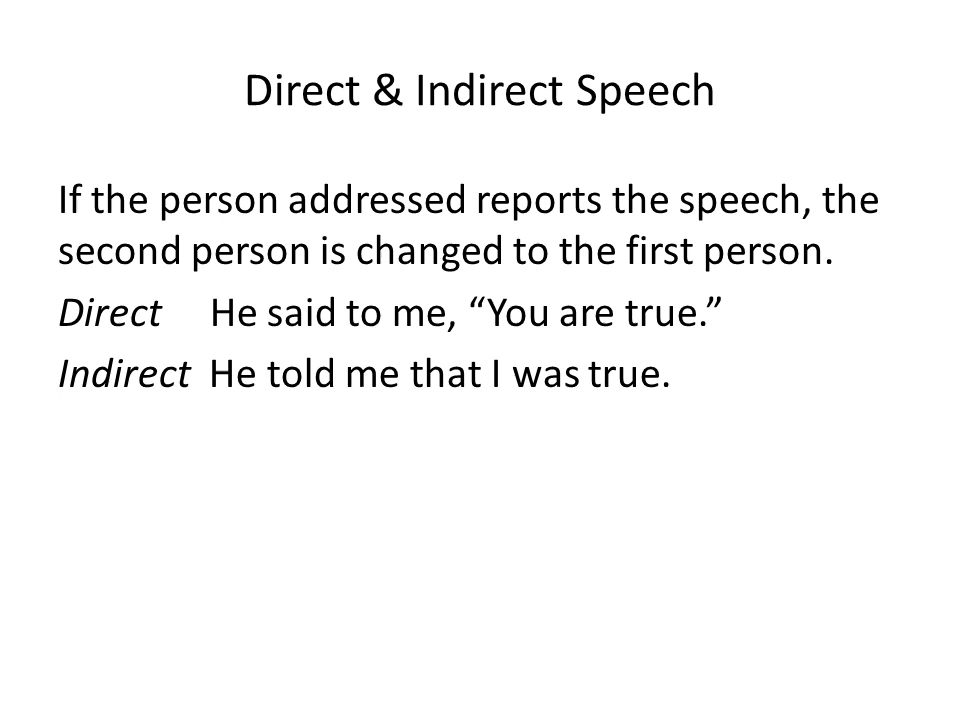 Direct & Indirect Speech
If the person addressed reports the speech, the
second person is changed to the first person.
Direct He said to me, “You are true.”
Indirect He told me that I was true.